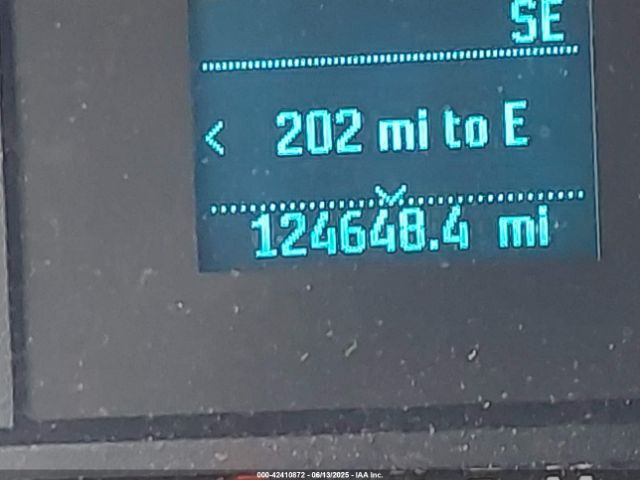 SE
< 202 mi to E
124648.4 mi
000-42410872 - 06/13/2025 - IAA Inc.